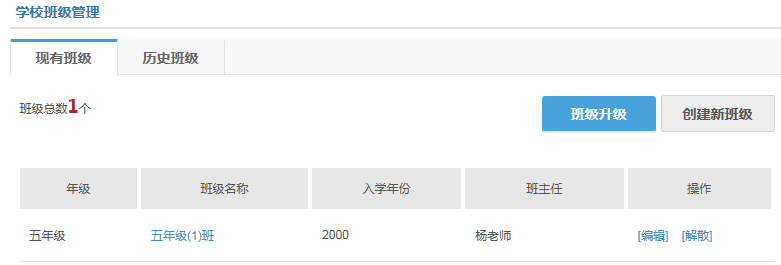 学校班级管理
现有班级 历史班级
班级总数1个 班级升级 创建新班级
年级 班级名称 入学年份 班主任 操作
五年级 五年级(1)班 2000 杨老师 [编辑] [解散]